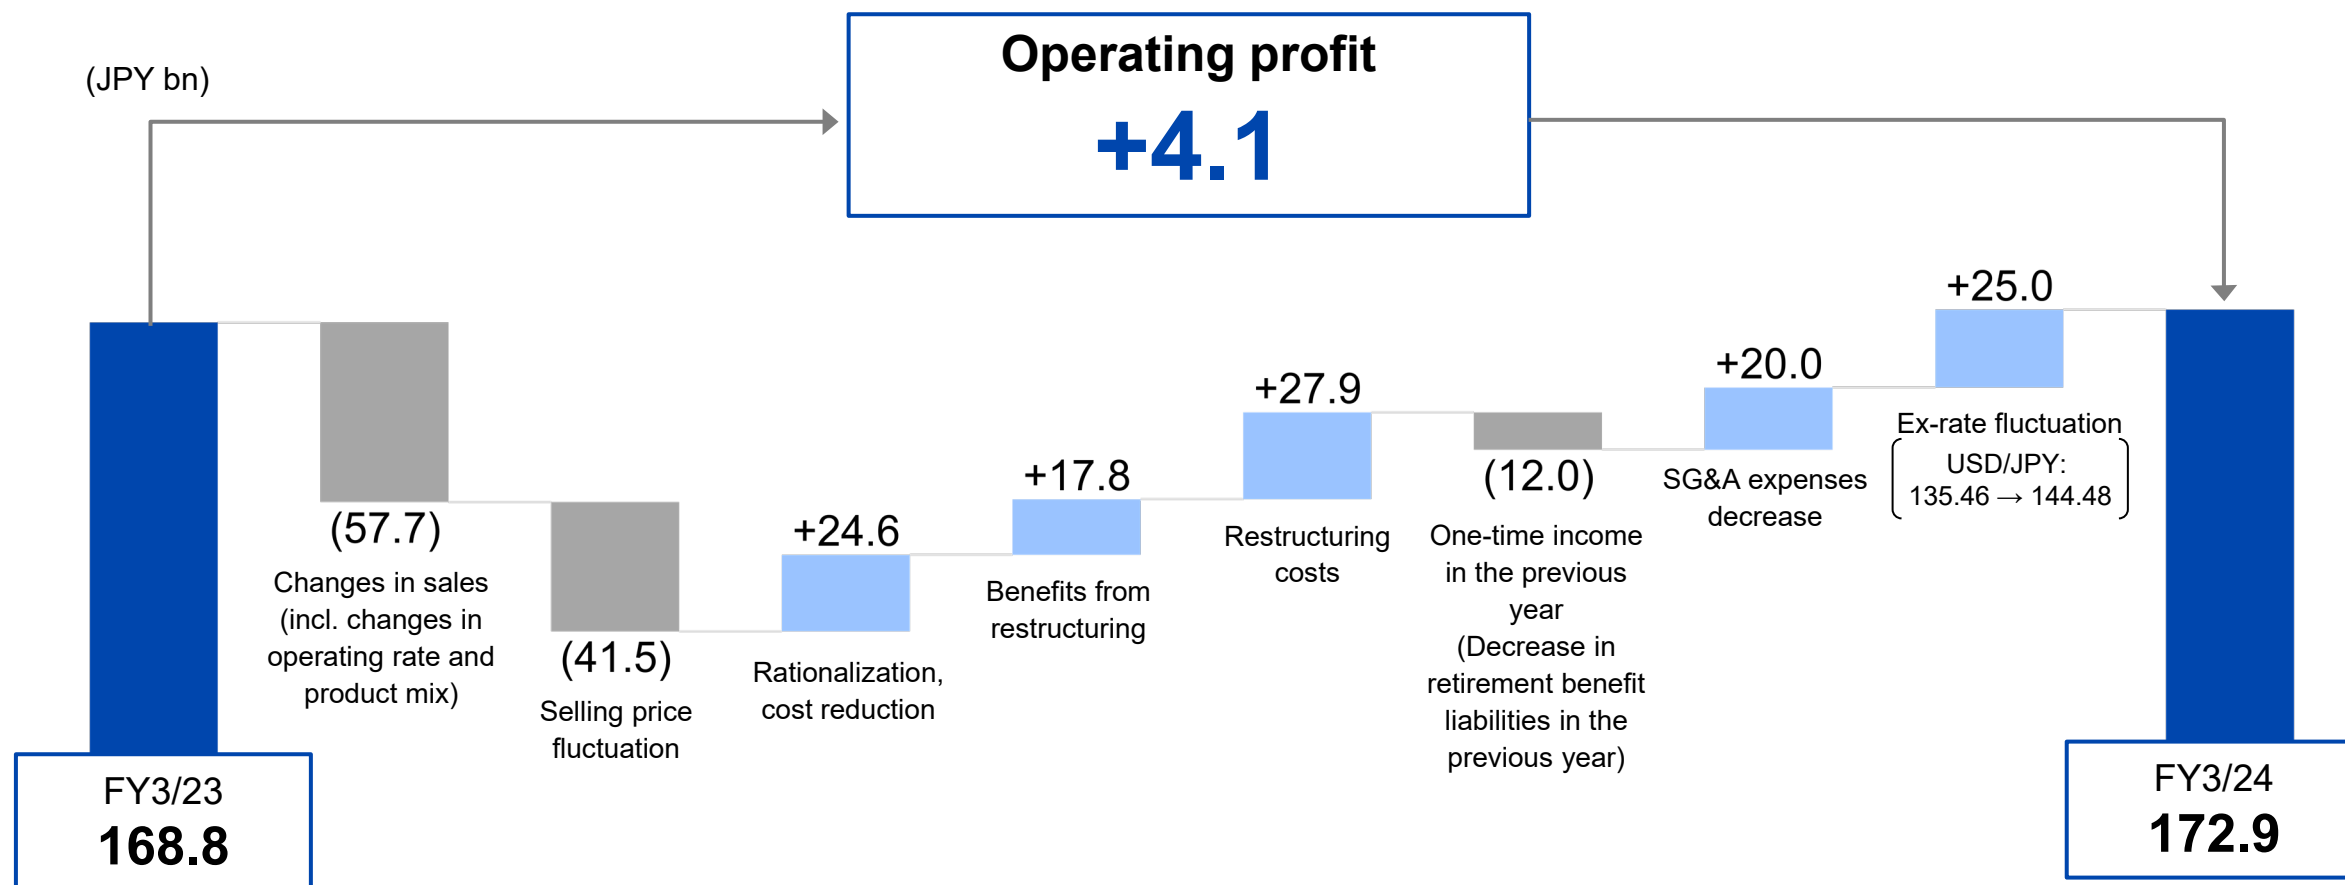 (JPY bn)
Operating profit
+4.1
(57.7)
Changes in sales
(incl. changes in
operating rate and
product mix)
(41.5)
Selling price
fluctuation
+24.6
Rationalization,
cost reduction
+17.8
Benefits from
restructuring
+27.9
Restructuring
costs
(12.0)
One-time income
in the previous
year
(Decrease in
retirement benefit
liabilities in the
previous year)
+20.0
SG&A expenses
decrease
+25.0
Ex-rate fluctuation
USD/JPY:
135.46 → 144.48
FY3/23
168.8
FY3/24
172.9